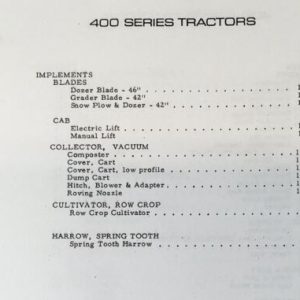 400 SERIES TRACTORS
IMPLEMENTS
BLADES
Dozer Blade - 46"
Grader Blade - 42"
Snow Plow & Dozer - 42"
CAB
Electric Lift
Manual Lift
COLLECTOR, VACUUM
Composter
Cover, Cart
Cover, Cart, low profile
Dump Cart
Hitch, Blower & Adapter
Roving Nozzle
CULTIVATOR, ROW CROP
Row Crop Cultivator
HARROW, SPRING TOOTH
Spring Tooth Harrow